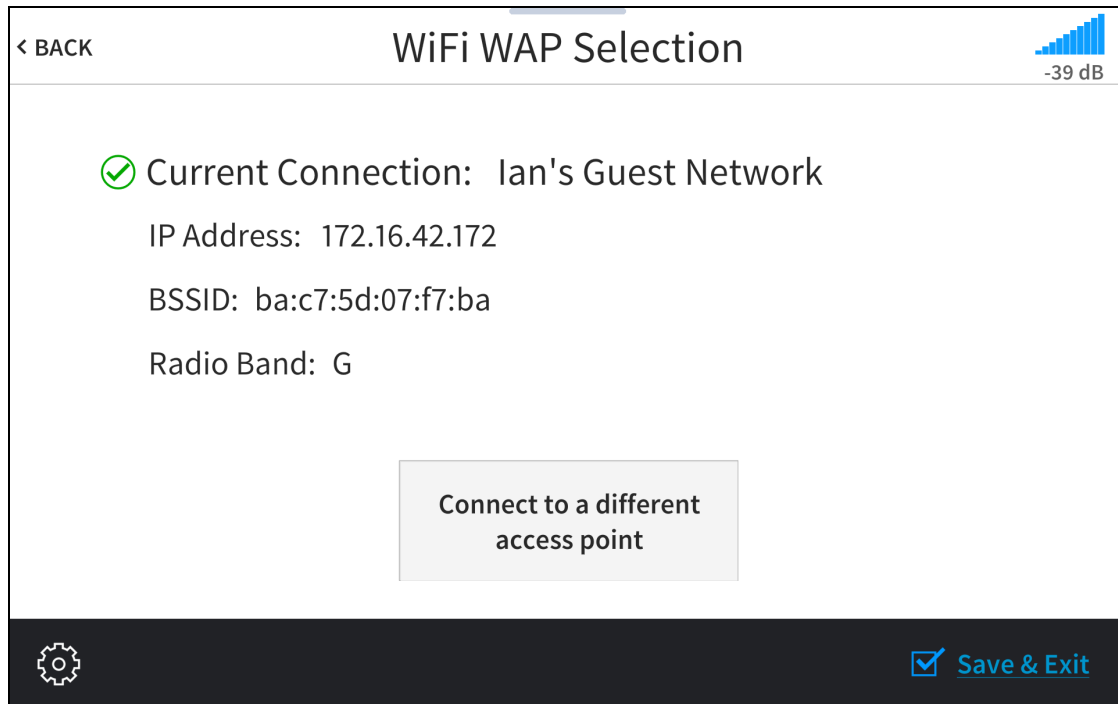 < BACK
WiFi WAP Selection
-39 dB
Current Connection: Ian's Guest Network
IP Address: 172.16.42.172
BSSID: ba:c7:5d:07:f7:ba
Radio Band: G
Connect to a different
access point
Save & Exit